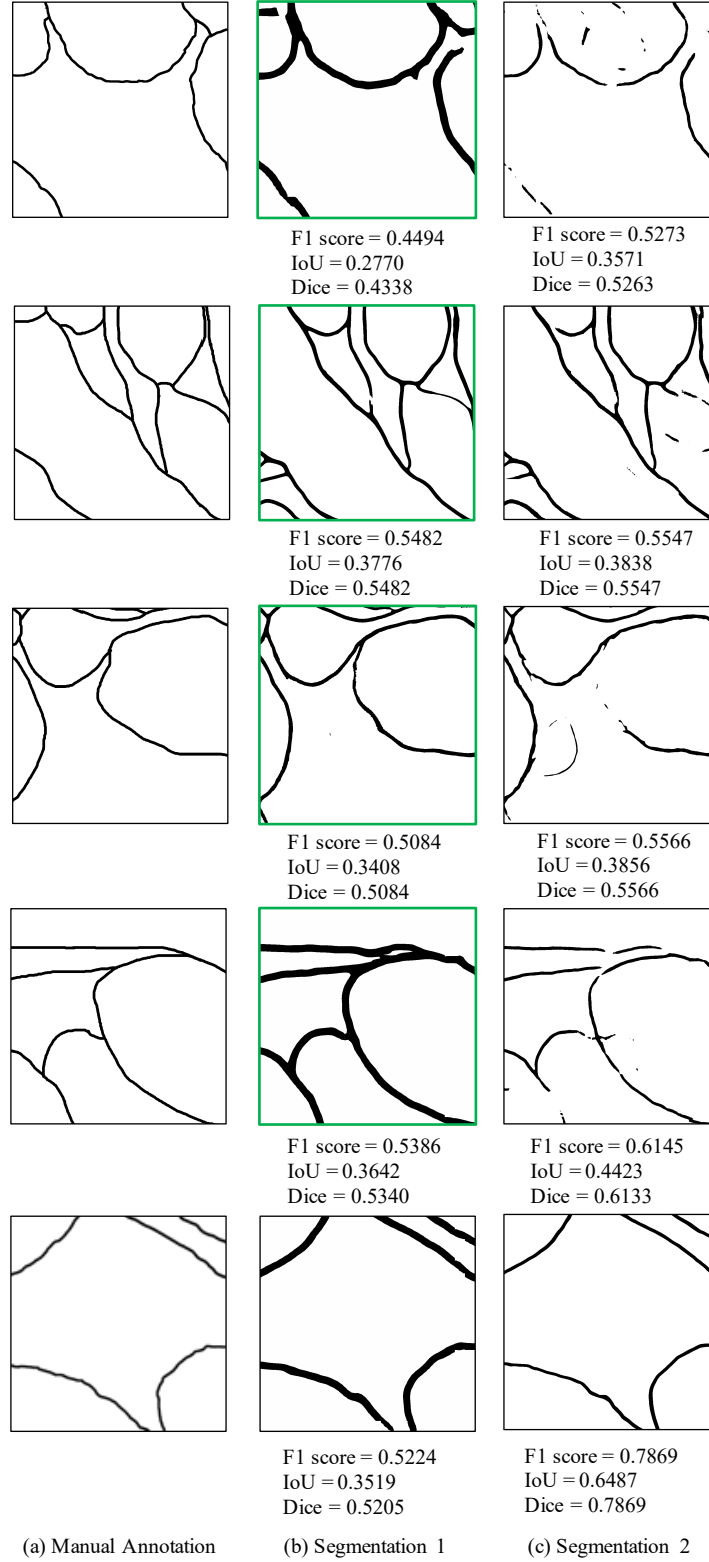 F1 score = 0.4494
IoU = 0.2770
Dice = 0.4338
F1 score = 0.5273
IoU = 0.3571
Dice = 0.5263
F1 score = 0.5482
IoU = 0.3776
Dice = 0.5482
F1 score = 0.5547
IoU = 0.3838
Dice = 0.5547
F1 score = 0.5084
IoU = 0.3408
Dice = 0.5084
F1 score = 0.5566
IoU = 0.3856
Dice = 0.5566
F1 score = 0.5386
IoU = 0.3642
Dice = 0.5340
F1 score = 0.6145
IoU = 0.4423
Dice = 0.6133
F1 score = 0.5224
IoU = 0.3519
Dice = 0.5205
F1 score = 0.7869
IoU = 0.6487
Dice = 0.7869
(a) Manual Annotation
(b) Segmentation 1
(c) Segmentation 2